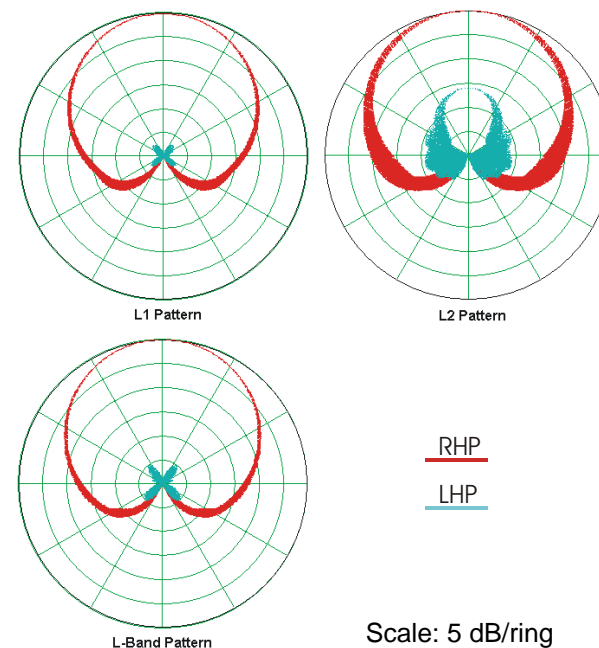 L1 Pattern
L2 Pattern
RHP
LHP
L-Band Pattern
Scale: 5 dB/ring